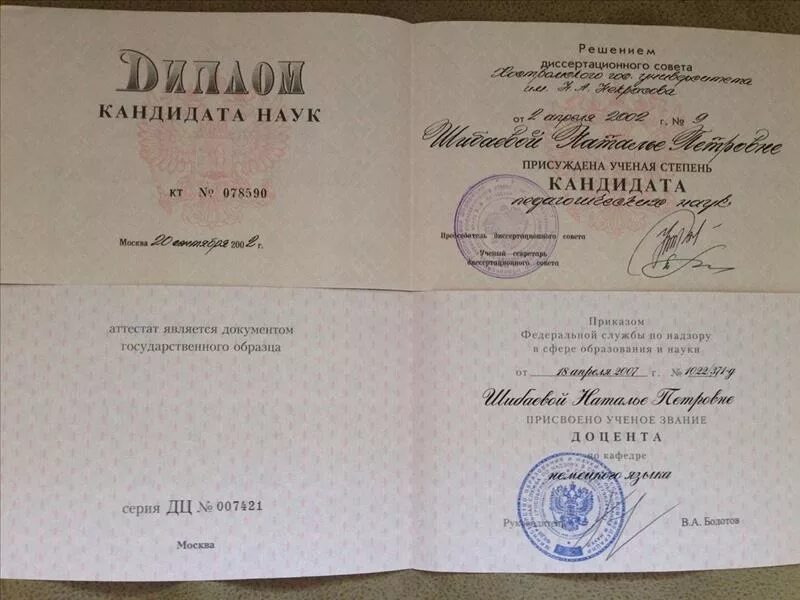 ДИПЛОМ
КАНДИДАТА НАУК
КТ № 078590
Москва 20 сентября 2002 г.
Решением
диссертационного совета
Костромского гос. университета
им. Н.А. Некрасова
от 2 апреля 2002 г. № 9
Шибаевой Наталье Петровне
ПРИСУЖДЕНА УЧЕНАЯ СТЕПЕНЬ
КАНДИДАТА
педагогических наук
Председатель диссертационного совета
Ученый секретарь
диссертационного совета
аттестат является документом
государственного образца
серия ДЦ № 007421
Москва
Приказом
Федеральной службы по надзору
в сфере образования и науки
от 18 апреля 2007 г. № 1022-371-д
Шибаевой Наталье Петровне
ПРИСВОЕНО УЧЕНОЕ ЗВАНИЕ
ДОЦЕНТА
по кафедре
немецкого языка
Руководитель В.А. Болотов